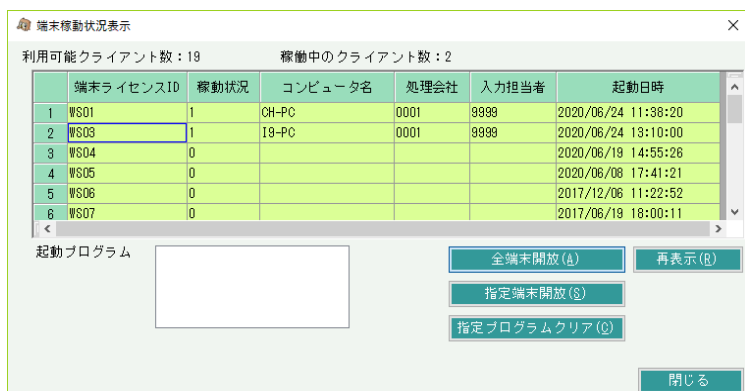 端末稼動状況表示
利用可能クライアント数:19 稼働中のクライアント数:2
端末ライセンスID 稼動状況 コンピュータ名 処理会社 入力担当者 起動日時
1 WS01 1 CH-PC 0001 9999 2020/06/24 11:38:20
2 WS03 1 I9-PC 0001 9999 2020/06/24 13:10:00
3 WS04 0 2020/06/19 14:55:26
4 WS05 0 2020/06/08 17:41:21
5 WS06 0 2017/12/06 11:22:52
6 WS07 0 2017/06/19 18:00:11
起動プログラム
全端末開放(A) 再表示(R)
指定端末開放(S)
指定プログラムクリア(C)
閉じる